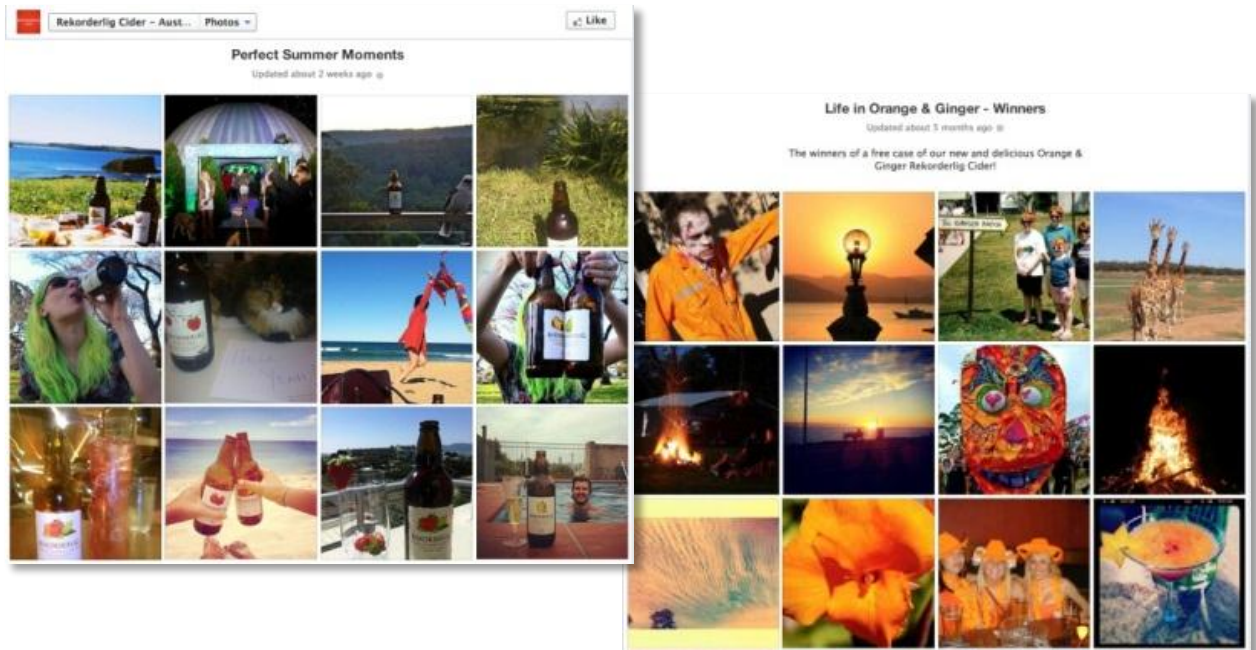 Rekorderlig Cider – Aust... Photos
Like
Perfect Summer Moments
Updated about 2 weeks ago
Life in Orange & Ginger - Winners
Updated about 5 months ago
The winners of a free case of our new and delicious Orange &
Ginger Rekorderlig Cider!